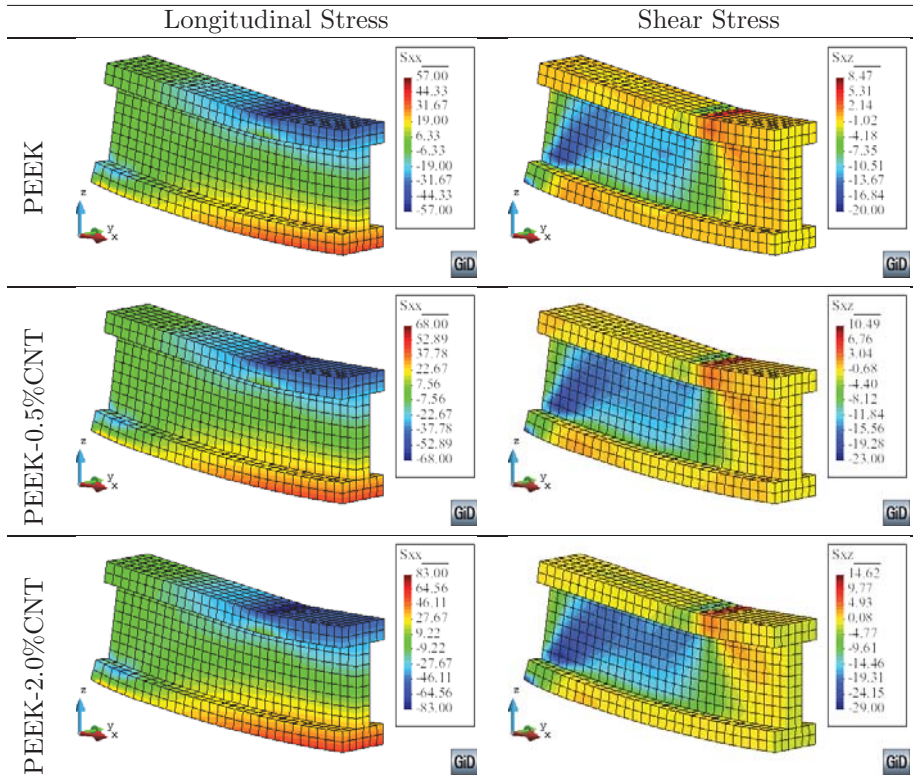 Longitudinal Stress
Shear Stress
PEEK
Sxx
57.00
44.33
31.67
19.00
6.33
-6.33
-19.00
-31.67
-44.33
-57.00
z
y
x
GiD
Sxz
8.47
5.31
2.14
-1.02
-4.18
-7.35
-10.51
-13.67
-16.84
-20.00
z
y
x
GiD
PEEK-0.5%CNT
Sxx
68.00
52.89
37.78
22.67
7.56
-7.56
-22.67
-37.78
-52.89
-68.00
z
y
x
GiD
Sxz
10.49
6.76
3.04
-0.68
-4.40
-8.12
-11.84
-15.56
-19.28
-23.00
z
y
x
GiD
PEEK-2.0%CNT
Sxx
83.00
64.56
46.11
27.67
9.22
-9.22
-27.67
-46.11
-64.56
-83.00
z
y
x
GiD
Sxz
14.62
9.77
4.93
0.08
-4.77
-9.61
-14.46
-19.31
-24.15
-29.00
z
y
x
GiD